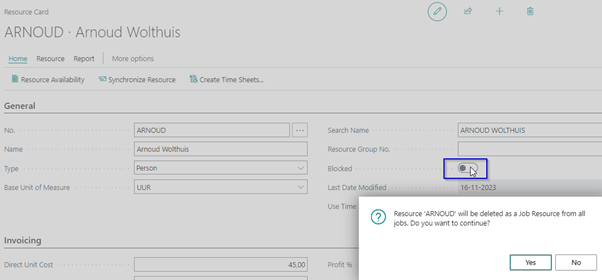 Resource Card
ARNOUD · Arnoud Wolthuis
Home Resource Report More options
Resource Availability Synchronize Resource Create Time Sheets...
General
No. ARNOUD Search Name ARNOUD WOLTHUIS
Name Arnoud Wolthuis Resource Group No.
Type Person Blocked
Base Unit of Measure UUR Last Date Modified 16-11-2023
Use Time
Resource 'ARNOUD' will be deleted as a Job Resource from all
jobs. Do you want to continue?
Yes No
Invoicing
Direct Unit Cost 45,00 Profit %